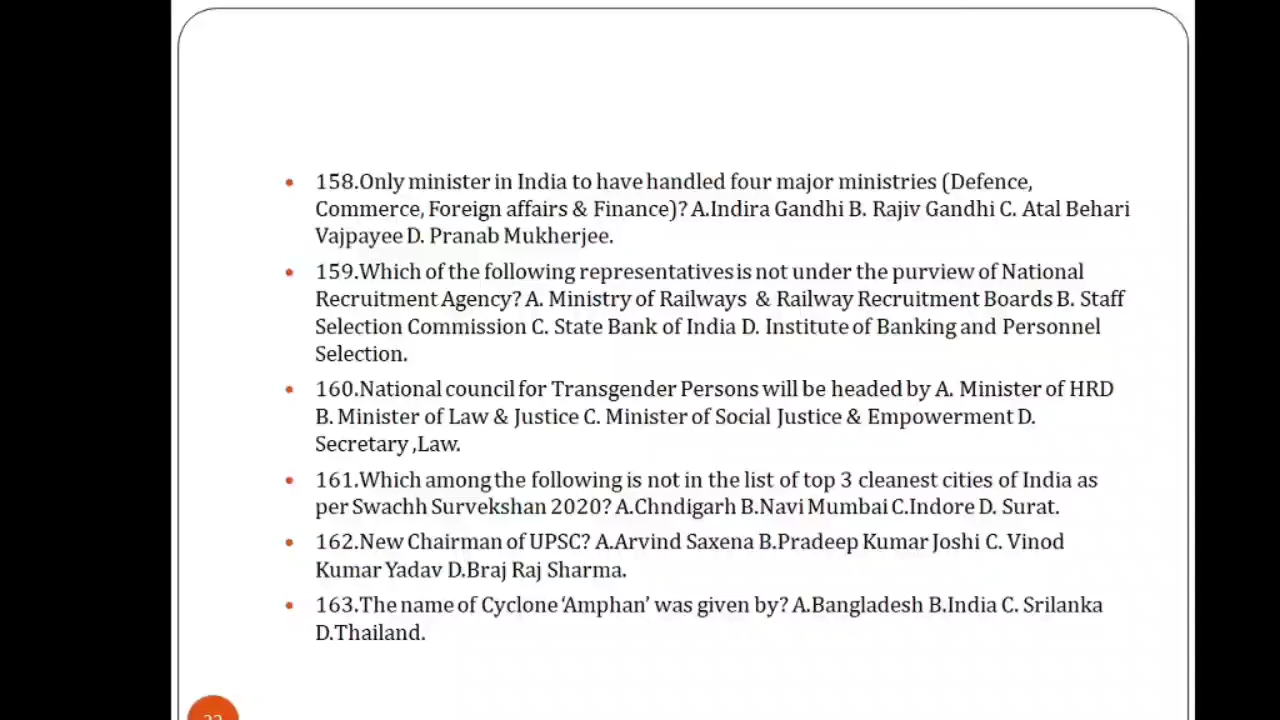 • 158.Only minister in India to have handled four major ministries (Defence,
Commerce, Foreign affairs & Finance)? A.Indira Gandhi B. Rajiv Gandhi C. Atal Behari
Vajpayee D. Pranab Mukherjee.
• 159.Which of the following representatives is not under the purview of National
Recruitment Agency? A. Ministry of Railways & Railway Recruitment Boards B. Staff
Selection Commission C. State Bank of India D. Institute of Banking and Personnel
Selection.
• 160.National council for Transgender Persons will be headed by A. Minister of HRD
B. Minister of Law & Justice C. Minister of Social Justice & Empowerment D.
Secretary ,Law.
• 161.Which among the following is not in the list of top 3 cleanest cities of India as
per Swachh Survekshan 2020? A.Chndigarh B.Navi Mumbai C.Indore D. Surat.
• 162.New Chairman of UPSC? A.Arvind Saxena B.Pradeep Kumar Joshi C. Vinod
Kumar Yadav D.Braj Raj Sharma.
• 163.The name of Cyclone ‘Amphan’ was given by? A.Bangladesh B.India C. Srilanka
D.Thailand.